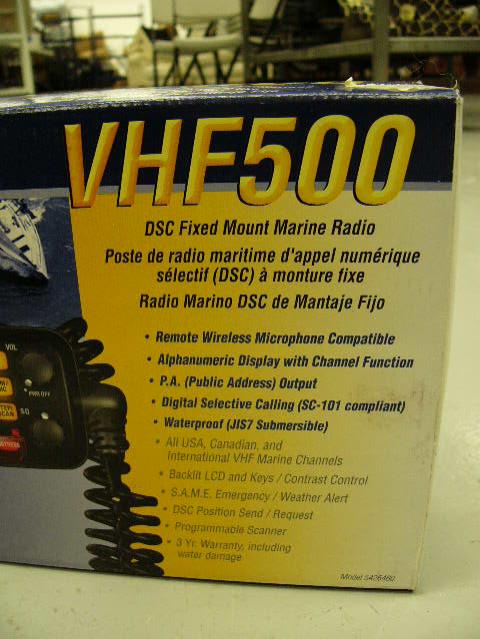 VHF500
DSC Fixed Mount Marine Radio
Poste de radio maritime d'appel numérique
sélectif (DSC) à monture fixe
Radio Marino DSC de Mantaje Fijo
• Remote Wireless Microphone Compatible
• Alphanumeric Display with Channel Function
• P.A. (Public Address) Output
• Digital Selective Calling (SC-101 compliant)
• Waterproof (JIS7 Submersible)
• All USA, Canadian, and
International VHF Marine Channels
• Backlit LCD and Keys / Contrast Control
• S.A.M.E. Emergency / Weather Alert
• DSC Position Send / Request
• Programmable Scanner
• 3 Yr. Warranty, including
water damage
VOL
PWR OFF
SQ
SCAN
Model